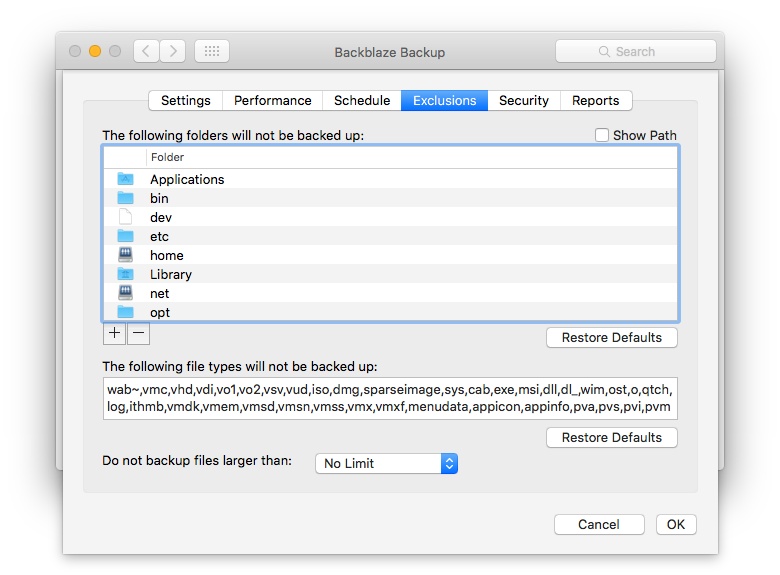 Backblaze Backup
Search
Settings Performance Schedule Exclusions Security Reports
The following folders will not be backed up:
Show Path
Folder
Applications
bin
dev
etc
home
Library
net
opt
+ −
Restore Defaults
The following file types will not be backed up:
wab~,vmc,vhd,vdi,vo1,vo2,vsv,vud,iso,dmg,sparseimage,sys,cab,exe,msi,dll,dl_,wim,ost,o,qtch,
log,ithmb,vmdk,vmem,vmsd,vmsn,vmss,vmx,vmxf,menudata,appicon,appinfo,pva,pvs,pvi,pvm
Restore Defaults
Do not backup files larger than:
No Limit
Cancel
OK